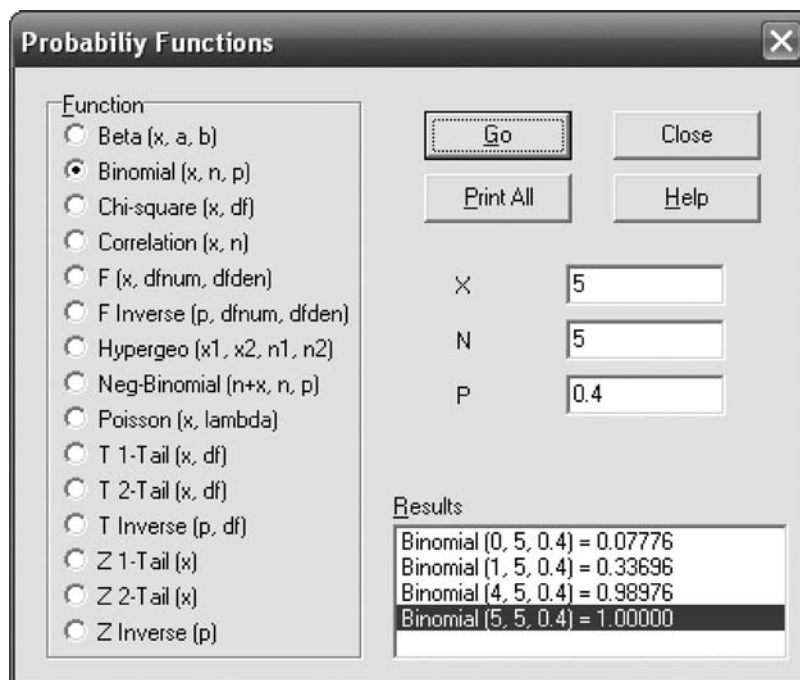 Probabiliy Functions
Function
Beta (x, a, b)
Binomial (x, n, p)
Chi-square (x, df)
Correlation (x, n)
F (x, dfnum, dfden)
F Inverse (p, dfnum, dfden)
Hypergeo (x1, x2, n1, n2)
Neg-Binomial (n+x, n, p)
Poisson (x, lambda)
T 1-Tail (x, df)
T 2-Tail (x, df)
T Inverse (p, df)
Z 1-Tail (x)
Z 2-Tail (x)
Z Inverse (p)
Go
Close
Print All
Help
X
5
N
5
P
0.4
Results
Binomial (0, 5, 0.4) = 0.07776
Binomial (1, 5, 0.4) = 0.33696
Binomial (4, 5, 0.4) = 0.98976
Binomial (5, 5, 0.4) = 1.00000